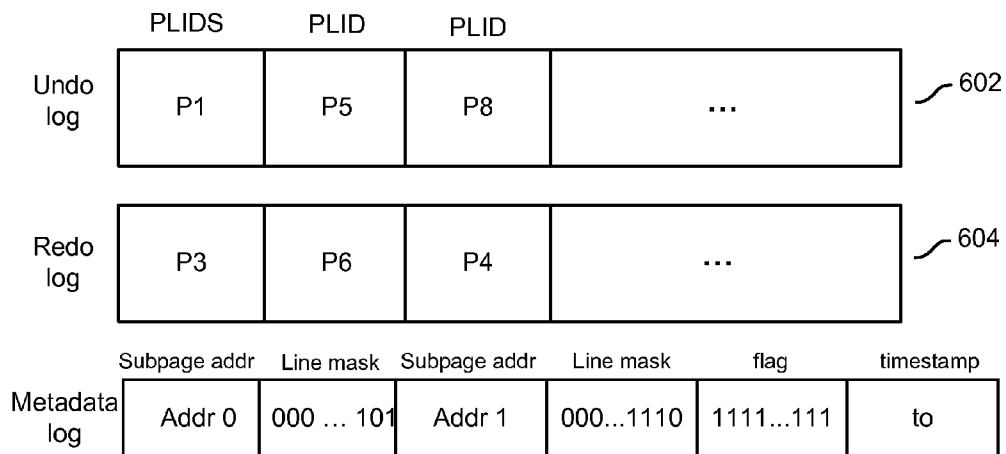 PLIDS PLID PLID
Undo log P1 P5 P8 ... 602
Redo log P3 P6 P4 ... 604
Subpage addr Line mask Subpage addr Line mask flag timestamp
Metadata log Addr 0 000 ... 101 Addr 1 000...1110 1111...111 to